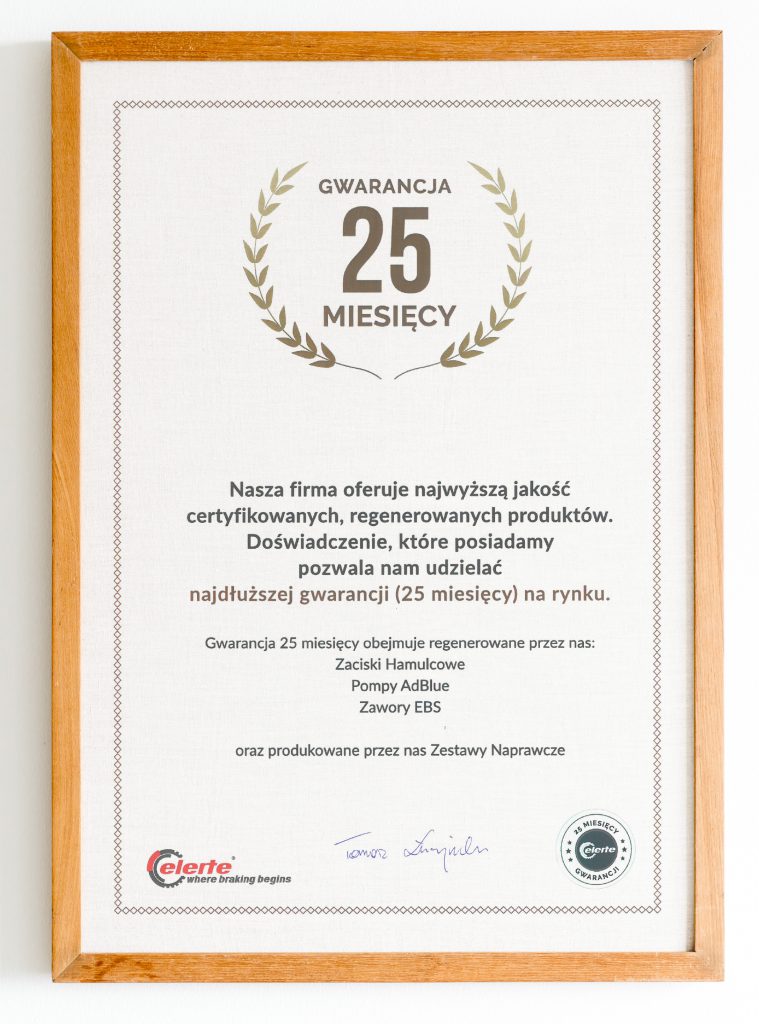 GWARANCJA
25
MIESIĘCY
Nasza firma oferuje najwyższą jakość
certyfikowanych, regenerowanych produktów.
Doświadczenie, które posiadamy
pozwala nam udzielać
najdłuższej gwarancji (25 miesięcy) na rynku.
Gwarancja 25 miesięcy obejmuje regenerowane przez nas:
Zaciski Hamulcowe
Pompy AdBlue
Zawory EBS
oraz produkowane przez nas Zestawy Naprawcze
elerte®
where braking begins
Tomasz
25 MIESIĘCY
elerte
GWARANCJI